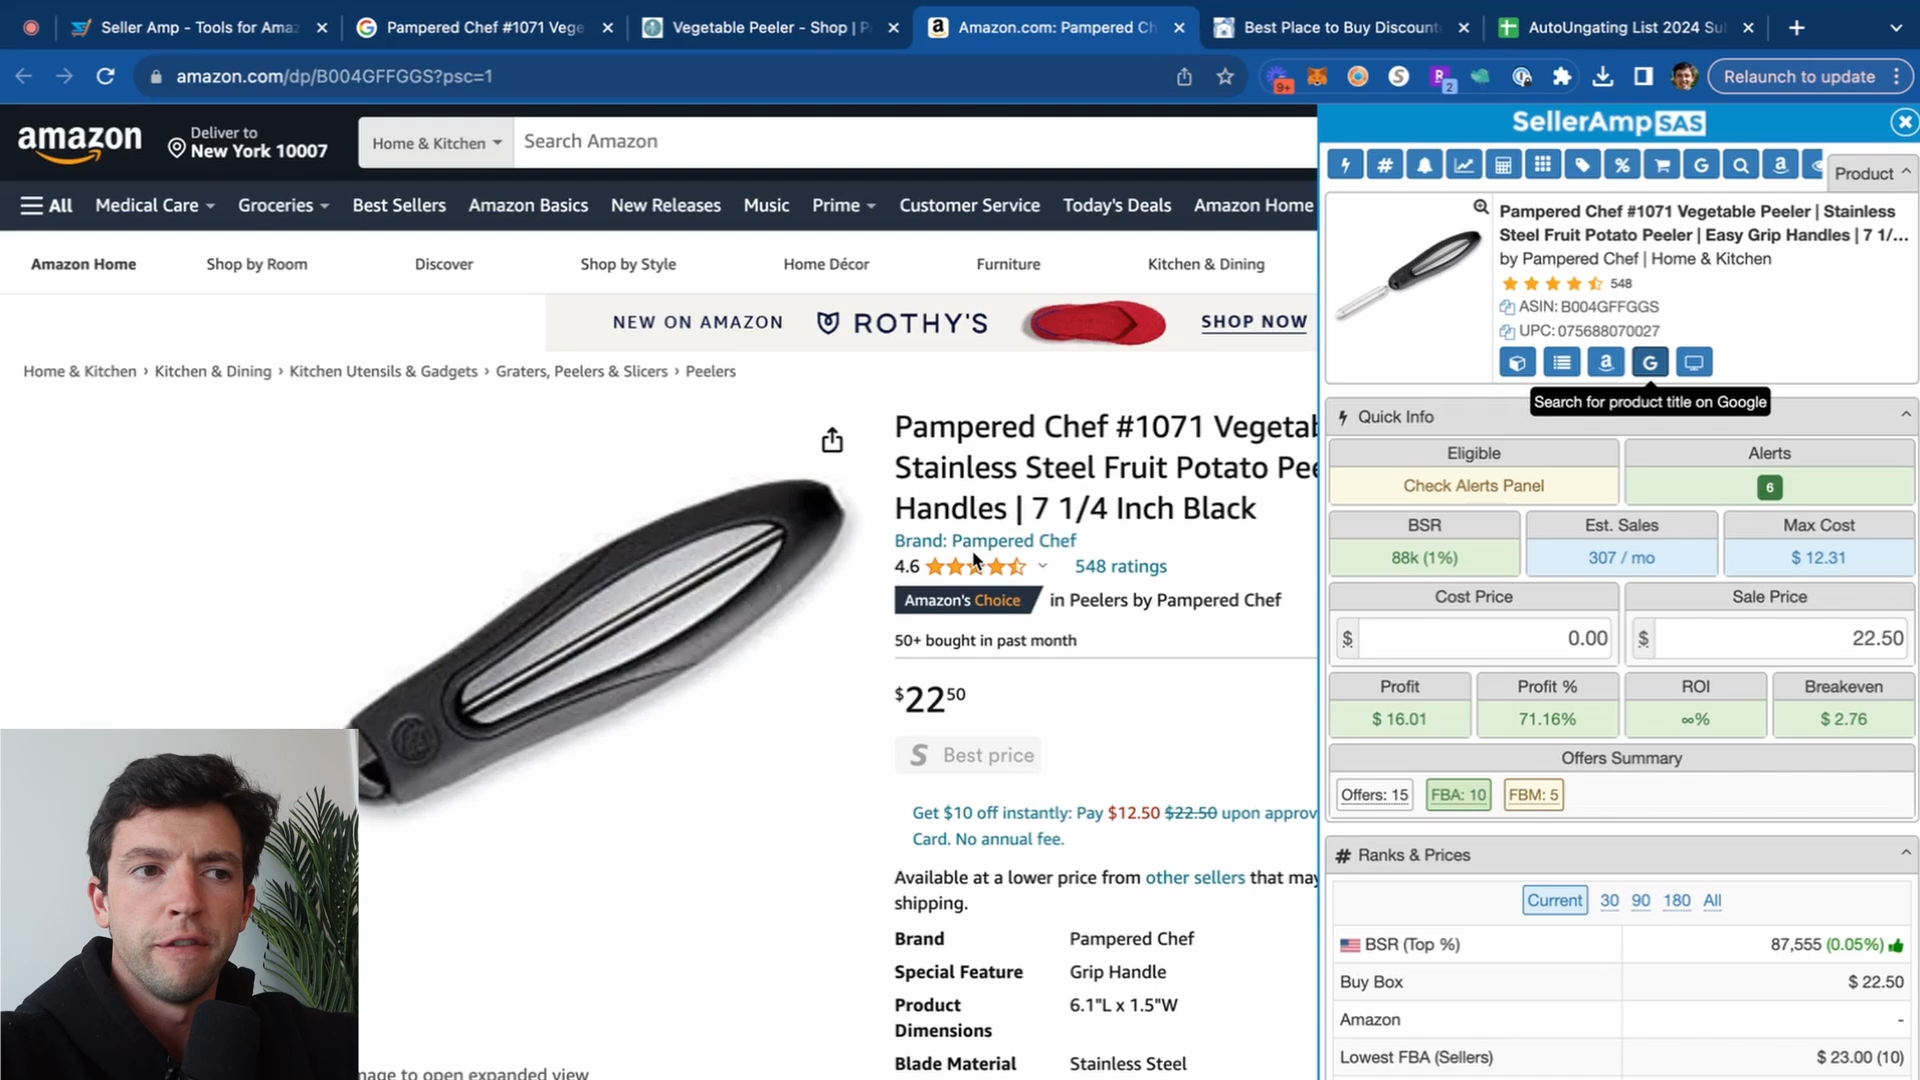 Seller Amp - Tools for Amaz
Pampered Chef #1071 Vege
Vegetable Peeler - Shop | P
Amazon.com: Pampered Ch
Best Place to Buy Discount
AutoUngating List 2024 Su
amazon.com/dp/B004GFFGGS?psc=1
9+
2
Relaunch to update
amazon
Deliver to
New York 10007
Home & Kitchen
Search Amazon
All
Medical Care
Groceries
Best Sellers
Amazon Basics
New Releases
Music
Prime
Customer Service
Today's Deals
Amazon Home
Amazon Home
Shop by Room
Discover
Shop by Style
Home Décor
Furniture
Kitchen & Dining
NEW ON AMAZON
ROTHY'S
SHOP NOW
Home & Kitchen › Kitchen & Dining › Kitchen Utensils & Gadgets › Graters, Peelers & Slicers › Peelers
Pampered Chef #1071 Vegetab
Stainless Steel Fruit Potato Pee
Handles | 7 1/4 Inch Black
Brand: Pampered Chef
4.6
548 ratings
Amazon's Choice in Peelers by Pampered Chef
50+ bought in past month
$22 50
S Best price
Get $10 off instantly: Pay $12.50 $22.50 upon approv
Card. No annual fee.
Available at a lower price from other sellers that may
shipping.
Brand Pampered Chef
Special Feature Grip Handle
Product 6.1"L x 1.5"W
Dimensions
Blade Material Stainless Steel
nage to open expanded view
SellerAmp SAS
Product
Pampered Chef #1071 Vegetable Peeler | Stainless
Steel Fruit Potato Peeler | Easy Grip Handles | 7 1/...
by Pampered Chef | Home & Kitchen
548
ASIN: B004GFFGGS
UPC: 075688070027
Search for product title on Google
Quick Info
Eligible
Alerts
Check Alerts Panel
6
BSR
Est. Sales
Max Cost
88k (1%)
307 / mo
$ 12.31
Cost Price
Sale Price
$ 0.00
$ 22.50
Profit
Profit %
ROI
Breakeven
$ 16.01
71.16%
∞%
$ 2.76
Offers Summary
Offers: 15
FBA: 10
FBM: 5
# Ranks & Prices
Current 30 90 180 All
BSR (Top %) 87,555 (0.05%)
Buy Box $ 22.50
Amazon -
Lowest FBA (Sellers) $ 23.00 (10)